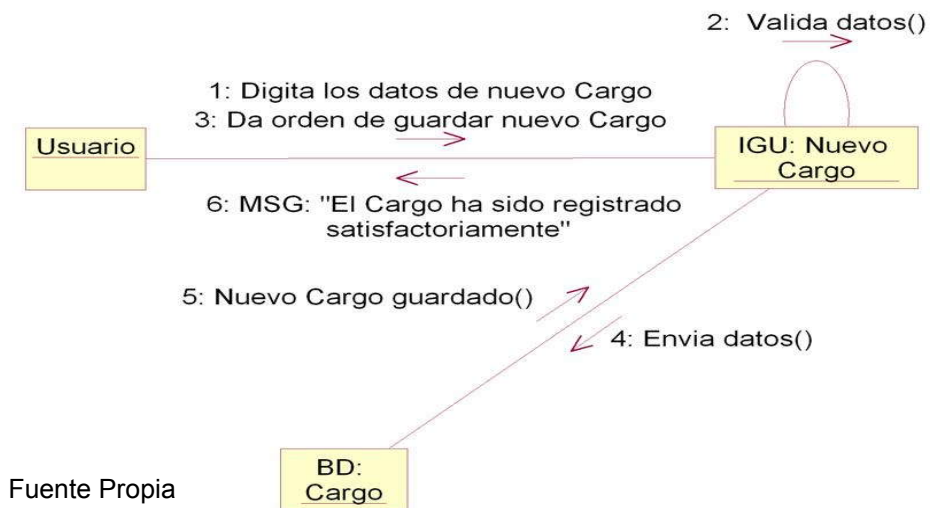 2: Valida datos()
1: Digita los datos de nuevo Cargo
3: Da orden de guardar nuevo Cargo
Usuario
IGU: Nuevo
Cargo
6: MSG: "El Cargo ha sido registrado
satisfactoriamente"
5: Nuevo Cargo guardado()
4: Envia datos()
BD:
Cargo
Fuente Propia